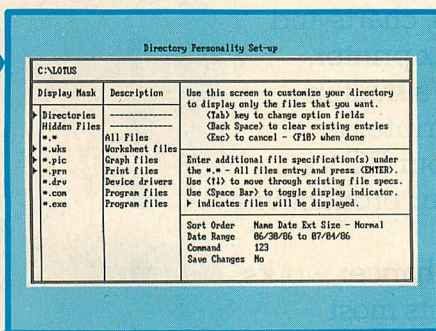 Directory Personality Set-up
C:\LOTUS
Display Mask Description
▶ Directories ------------
Hidden Files ------------
*.* All Files
▶ *.wks Worksheet files
▶ *.pic Graph files
▶ *.prn Print files
*.drv Device drivers
*.com Program files
*.exe Program files
Use this screen to customize your directory
to display only the files that you want.
<Tab> key to change option fields
<Back Space> to clear existing entries
<Esc> to cancel - <F10> when done
Enter additional file specification(s) under
the *.* - All files entry and press <ENTER>.
Use <↑↓> to move through existing file specs.
Use <Space Bar> to toggle display indicator.
▶ indicates files will be displayed.
Sort Order Name Date Ext Size - Normal
Date Range 06/30/86 to 07/04/86
Command 123
Save Changes No